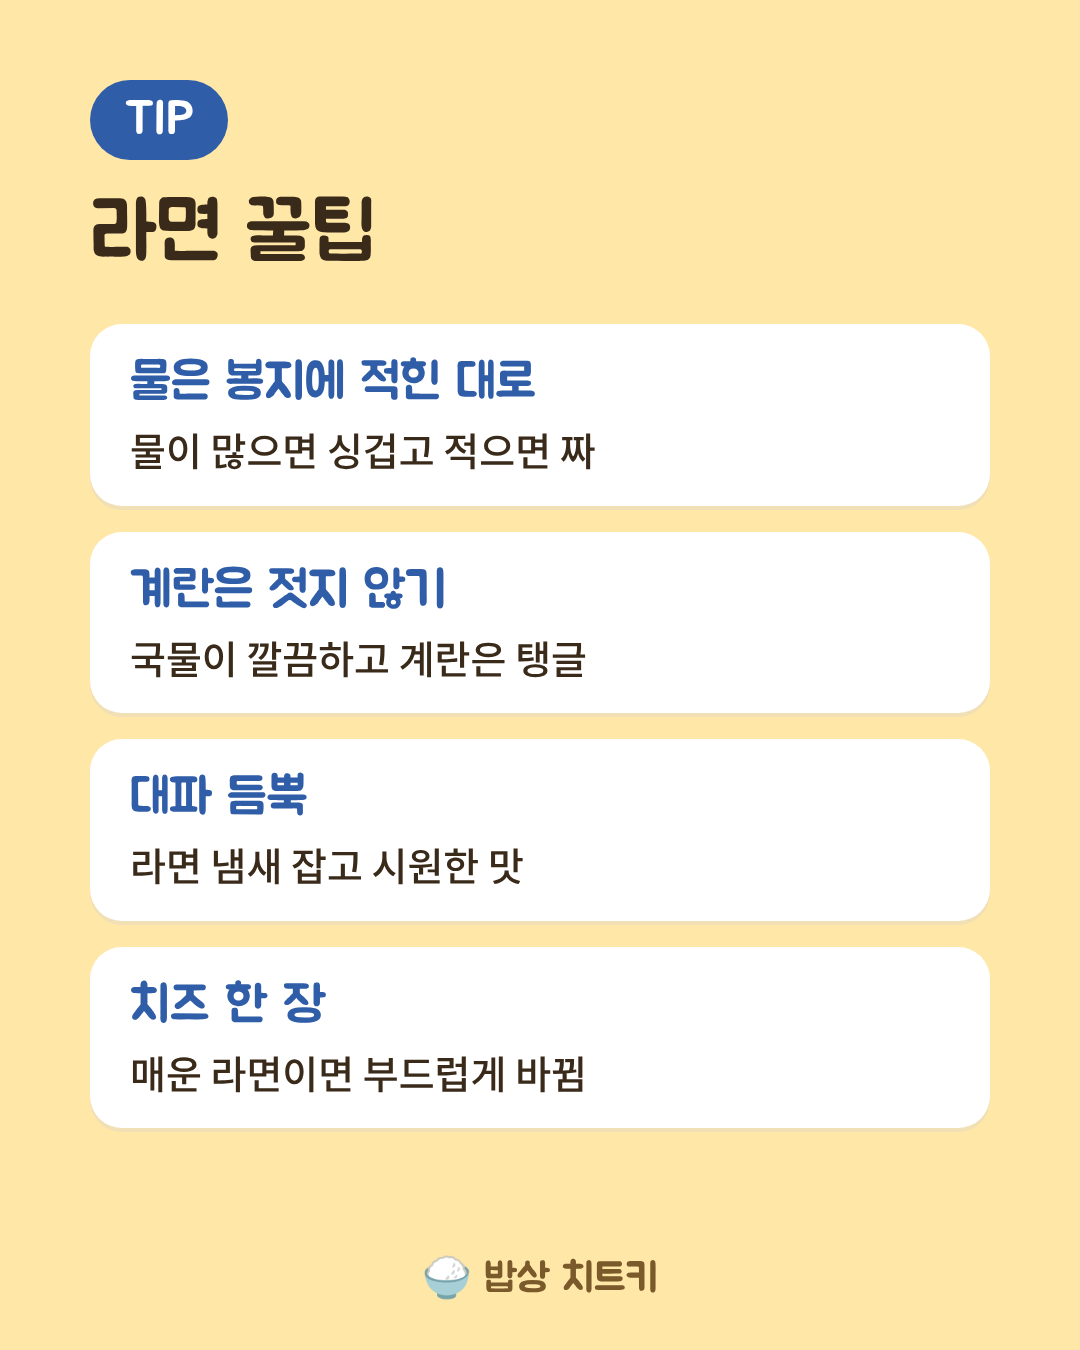 TIP
라면 꿀팁
물은 봉지에 적힌 대로
물이 많으면 싱겁고 적으면 짜
계란은 젓지 않기
국물이 깔끔하고 계란은 탱글
대파 듬뿍
라면 냄새 잡고 시원한 맛
치즈 한 장
매운 라면이면 부드럽게 바뀜
밥상 치트키